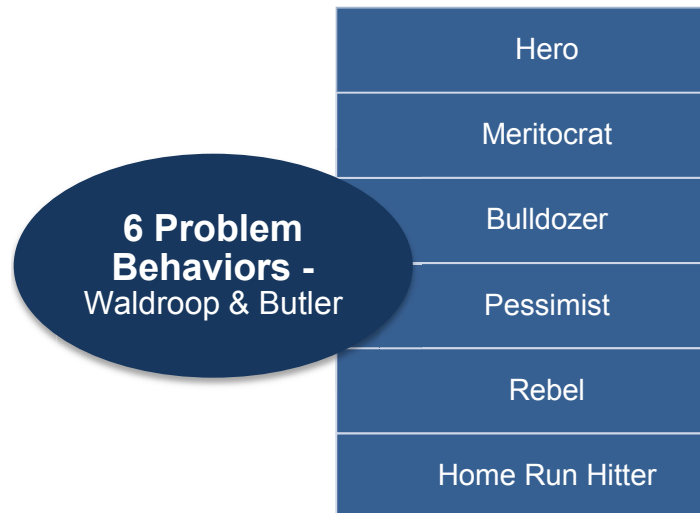 6 Problem
Behaviors -
Waldroop & Butler
Hero
Meritocrat
Bulldozer
Pessimist
Rebel
Home Run Hitter